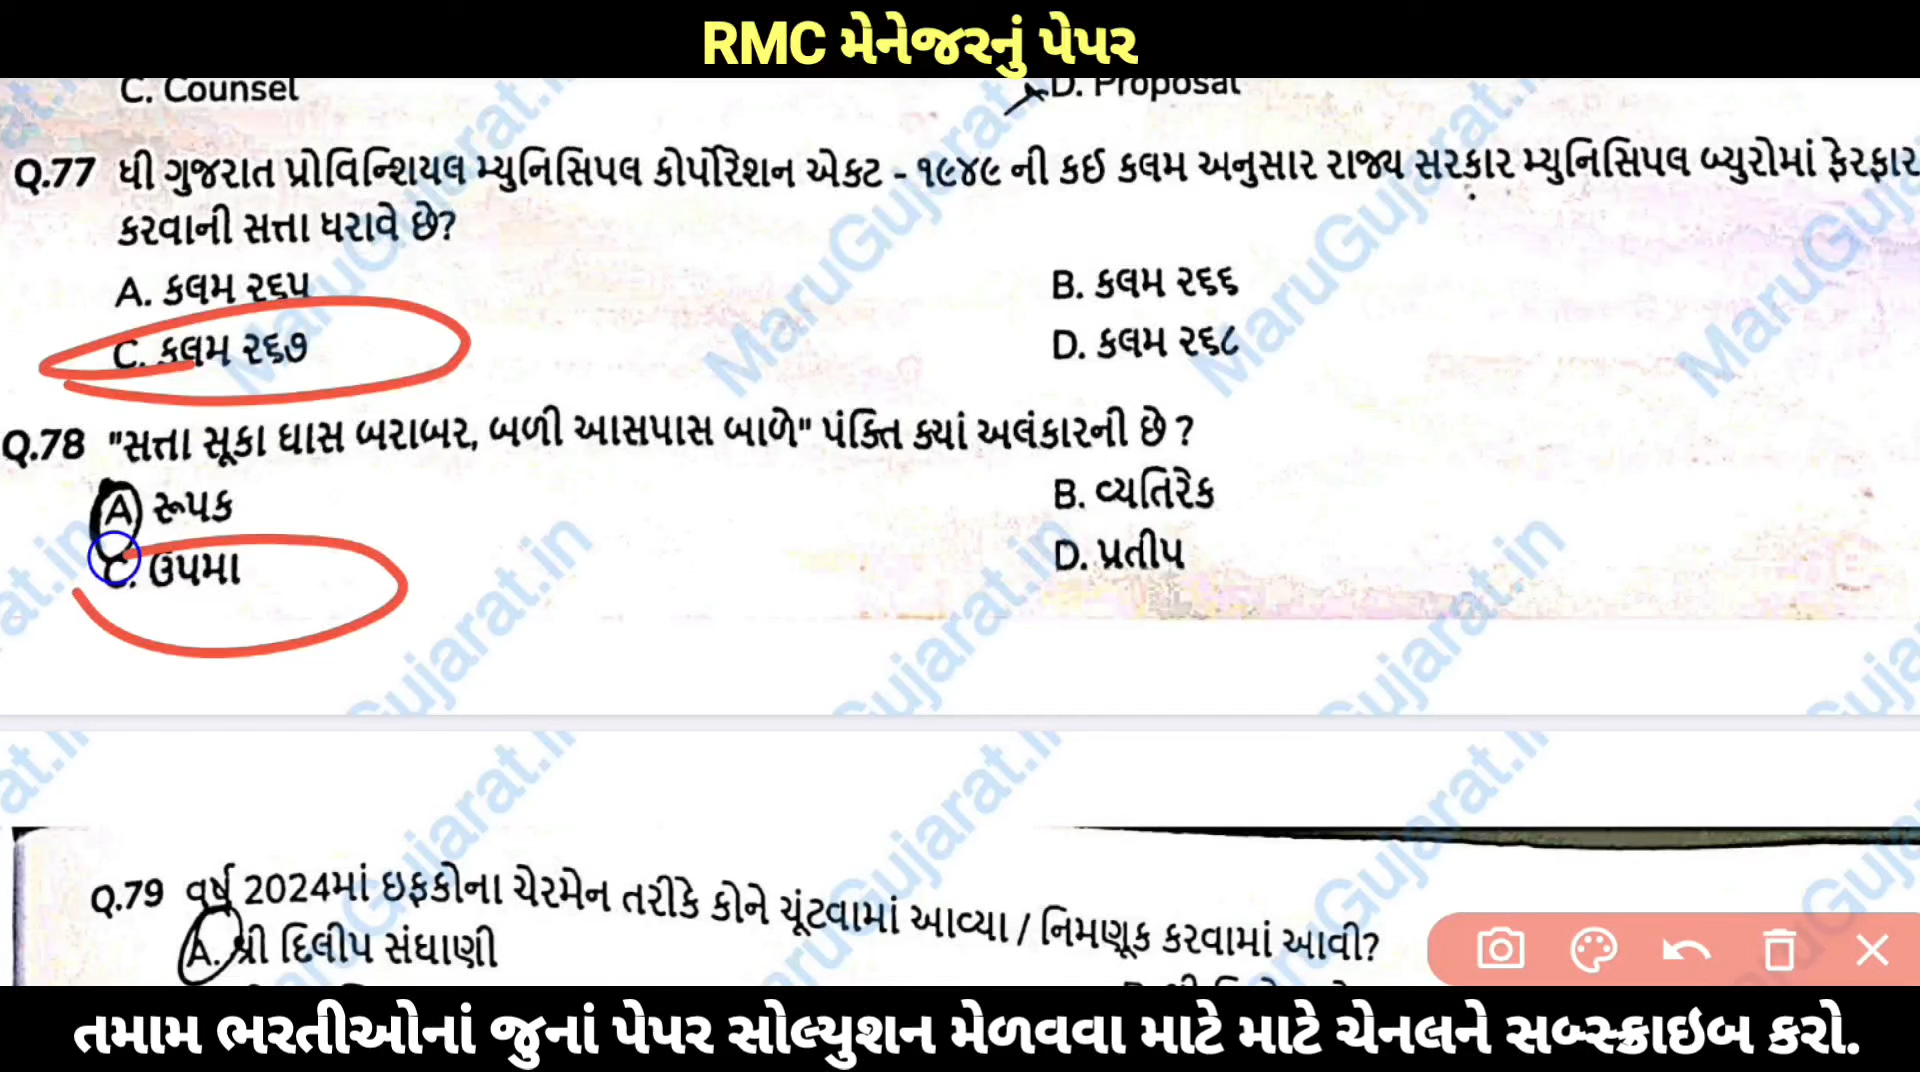 RMC મેનેજરનું પેપર
C. Counsel
D. Proposal
Q.77 ધી ગુજરાત પ્રોવિન્શિયલ મ્યુનિસિપલ કોર્પોરેશન એક્ટ - ૧૯૪૯ ની કઈ કલમ અનુસાર રાજ્ય સરકાર મ્યુનિસિપલ બ્યુરોમાં ફેરફાર
કરવાની સત્તા ધરાવે છે?
A. કલમ ૨૬૫
B. કલમ ૨૬૬
C. કલમ ૨૬૭
D. કલમ ૨૬૮
Q.78 "સત્તા સૂકા ઘાસ બરાબર, બળી આસપાસ બાળે" પંક્તિ ક્યાં અલંકારની છે ?
A રૂપક
B. વ્યતિરેક
C. ઉપમા
D. પ્રતીપ
Q.79 વર્ષ 2024માં ઇફકોના ચેરમેન તરીકે કોને ચૂંટવામાં આવ્યા / નિમણૂક કરવામાં આવી?
A. શ્રી દિલીપ સંઘાણી
તમામ ભરતીઓનાં જુનાં પેપર સોલ્યુશન મેળવવા માટે માટે ચેનલને સબ્સ્ક્રાઇબ કરો.
MaruGujarat.in